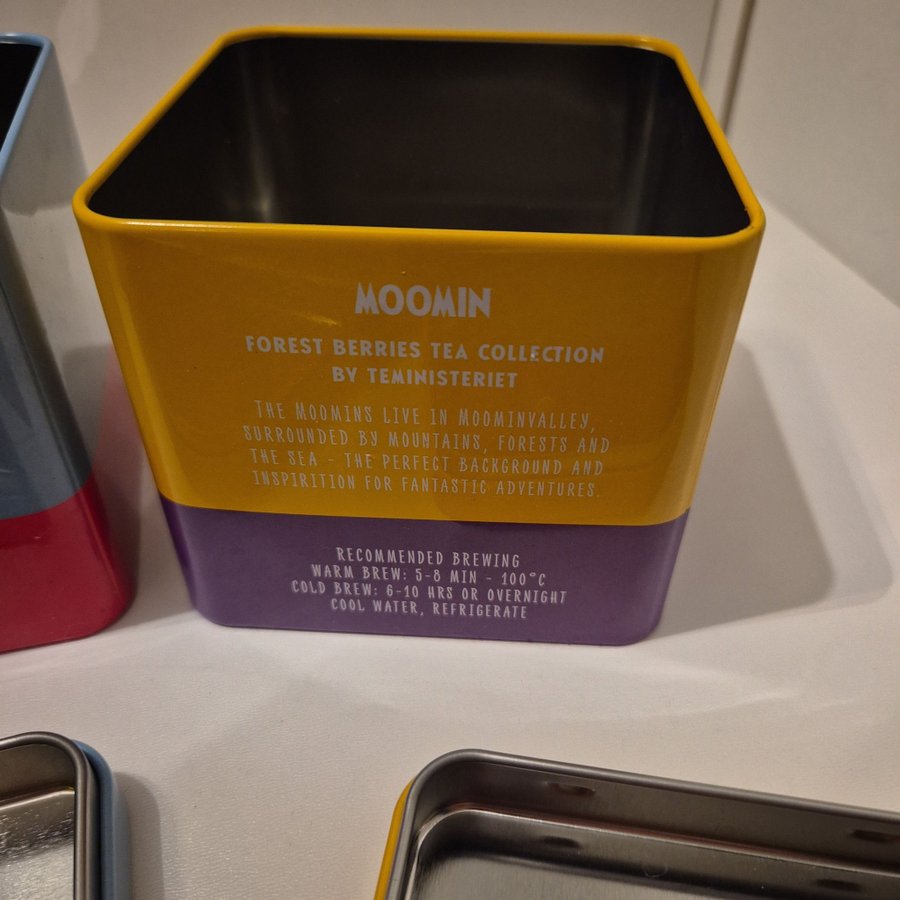 MOOMIN
FOREST BERRIES TEA COLLECTION
BY TEMINISTERIET
THE MOOMINS LIVE IN MOOMINVALLEY,
SURROUNDED BY MOUNTAINS, FORESTS AND
THE SEA - THE PERFECT BACKGROUND AND
INSPIRITION FOR FANTASTIC ADVENTURES.
RECOMMENDED BREWING
WARM BREW: 5-8 MIN - 100°C
COLD BREW: 6-10 HRS OR OVERNIGHT
COOL WATER, REFRIGERATE